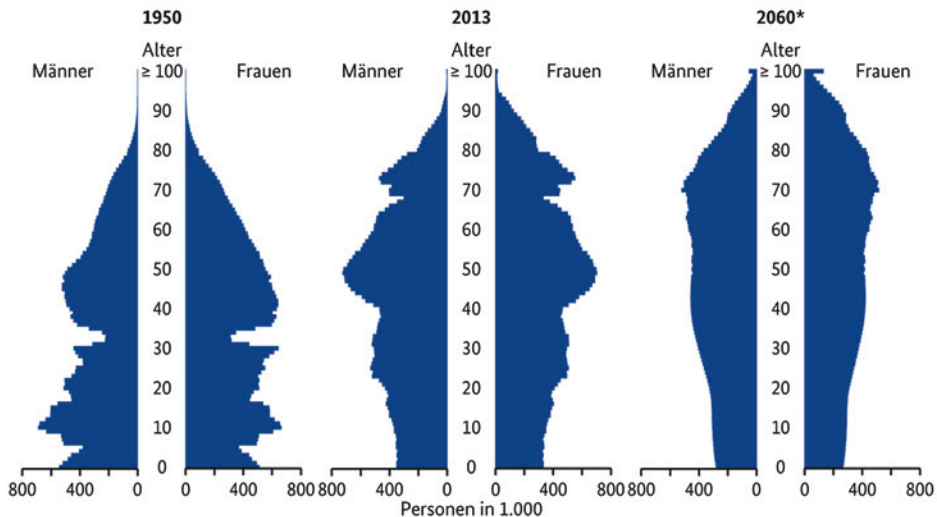 1950 2013 2060*
Alter Alter Alter
Männer ≥ 100 Frauen Männer ≥ 100 Frauen Männer ≥ 100 Frauen
90 90 90
80 80 80
70 70 70
60 60 60
50 50 50
40 40 40
30 30 30
20 20 20
10 10 10
0 0 0
800 400 0 0 400 800 800 400 0 0 400 800 800 400 0 0 400 800
Personen in 1.000